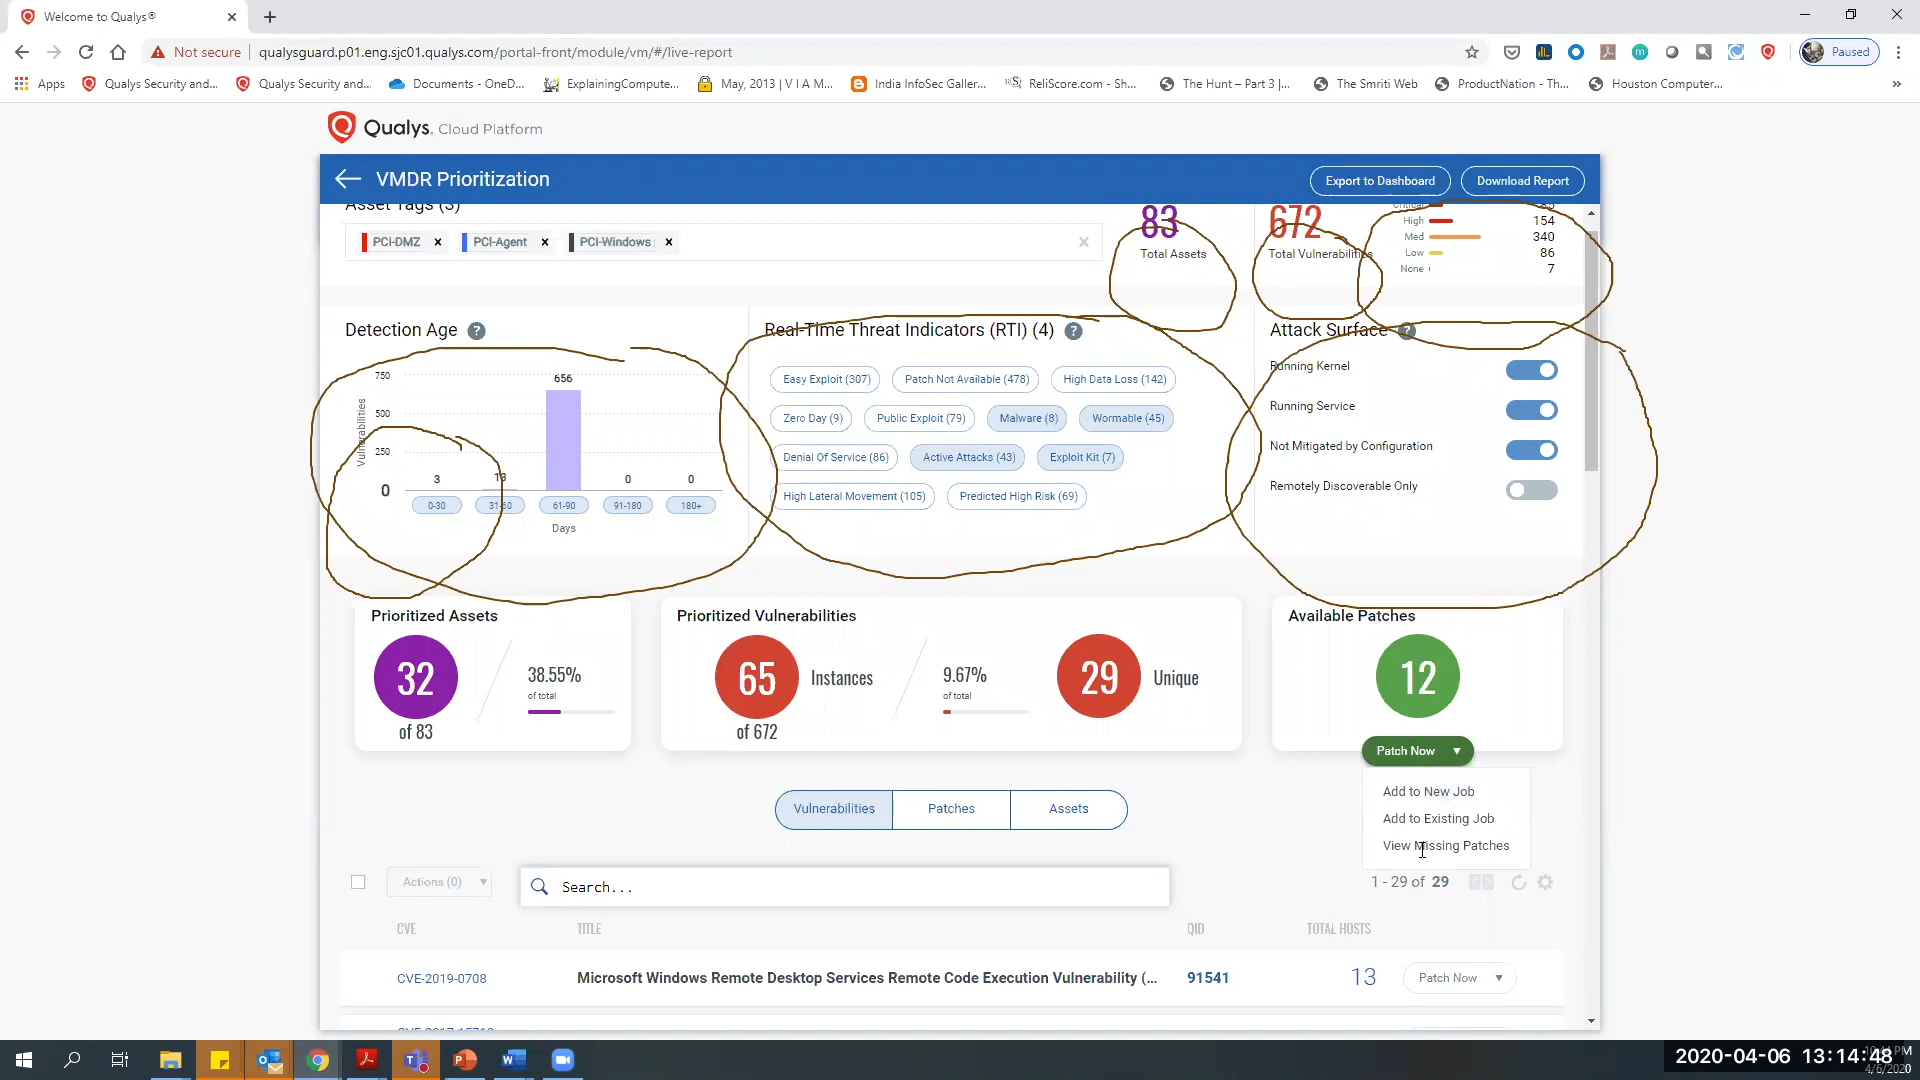 Welcome to Qualys®
Not secure | qualysguard.p01.eng.sjc01.qualys.com/portal-front/module/vm/#/live-report
Paused
Apps
Qualys Security and...
Qualys Security and...
Documents - OneD...
ExplainingCompute...
May, 2013 | V I A M...
India InfoSec Galler...
ReliScore.com - Sh...
The Hunt – Part 3 |...
The Smriti Web
ProductNation - Th...
Houston Computer...
»
Qualys. Cloud Platform
VMDR Prioritization
Export to Dashboard
Download Report
Asset Tags (3)
PCI-DMZ
PCI-Agent
PCI-Windows
83
Total Assets
672
Total Vulnerabilities
Critical
High 154
Med 340
Low 86
None 7
Detection Age ?
Vulnerabilities
750
500
250
0
3
13
656
0
0
0-30
31-60
61-90
91-180
180+
Days
Real-Time Threat Indicators (RTI) (4) ?
Easy Exploit (307)
Patch Not Available (478)
High Data Loss (142)
Zero Day (9)
Public Exploit (79)
Malware (8)
Wormable (45)
Denial Of Service (86)
Active Attacks (43)
Exploit Kit (7)
High Lateral Movement (105)
Predicted High Risk (69)
Attack Surface ?
Running Kernel
Running Service
Not Mitigated by Configuration
Remotely Discoverable Only
Prioritized Assets
32
of 83
38.55%
of total
Prioritized Vulnerabilities
65 Instances
of 672
9.67%
of total
29 Unique
Available Patches
12
Patch Now
Add to New Job
Add to Existing Job
View Missing Patches
Vulnerabilities
Patches
Assets
Actions (0)
Search...
1 - 29 of 29
CVE
TITLE
QID
TOTAL HOSTS
CVE-2019-0708
Microsoft Windows Remote Desktop Services Remote Code Execution Vulnerability (...
91541
13
Patch Now
2020-04-06 13:14:48
4/6/2020